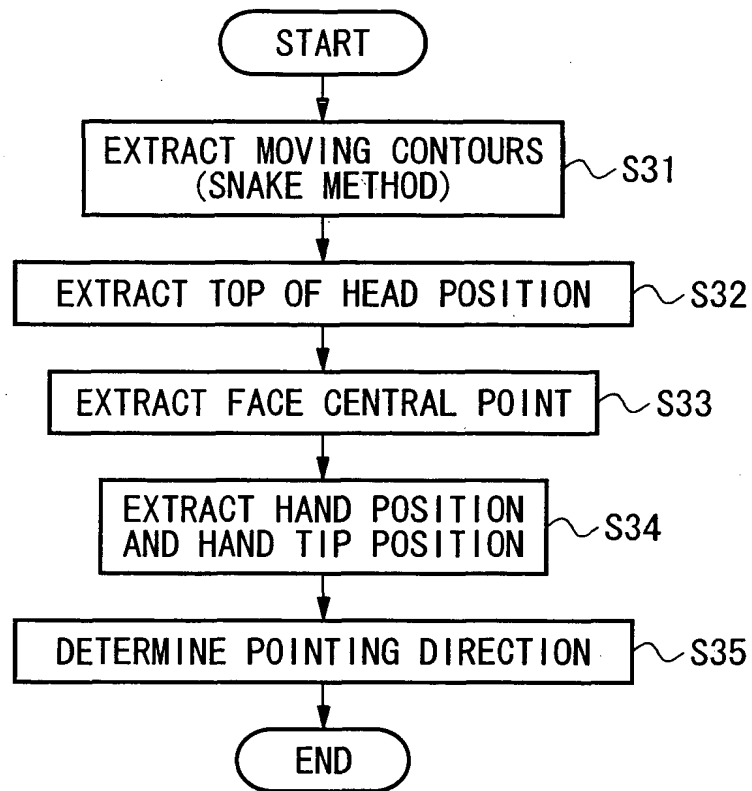 START
EXTRACT MOVING CONTOURS
(SNAKE METHOD)
S31
EXTRACT TOP OF HEAD POSITION
S32
EXTRACT FACE CENTRAL POINT
S33
EXTRACT HAND POSITION
AND HAND TIP POSITION
S34
DETERMINE POINTING DIRECTION
S35
END